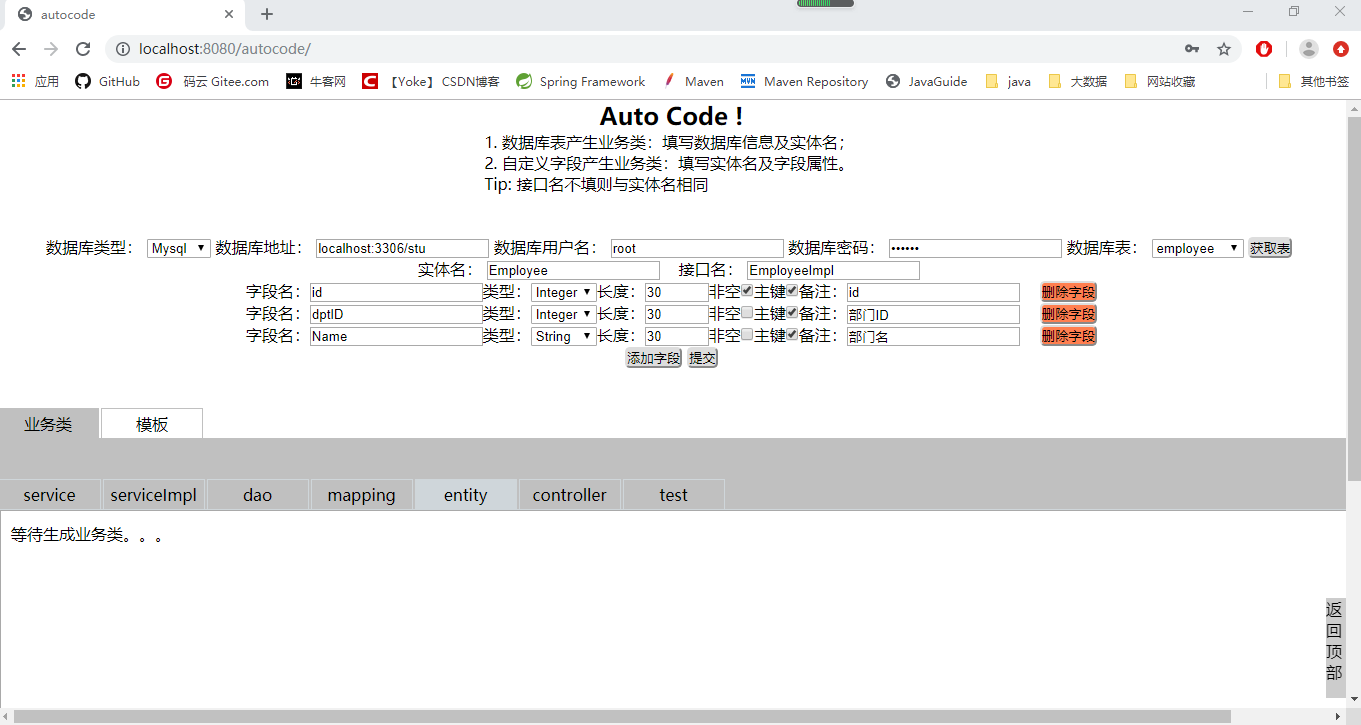 autocode
localhost:8080/autocode/
应用 GitHub 码云 Gitee.com 牛客网 【Yoke】CSDN博客 Spring Framework Maven Maven Repository JavaGuide java 大数据 网站收藏 其他书签
Auto Code !
1. 数据库表产生业务类：填写数据库信息及实体名；
2. 自定义字段产生业务类：填写实体名及字段属性。
Tip: 接口名不填则与实体名相同
数据库类型： Mysql 数据库地址： localhost:3306/stu 数据库用户名： root 数据库密码： •••••• 数据库表： employee 获取表
实体名： Employee 接口名： EmployeeImpl
字段名： id 类型： Integer 长度： 30 非空 主键 备注： id 删除字段
字段名： dptID 类型： Integer 长度： 30 非空 主键 备注： 部门ID 删除字段
字段名： Name 类型： String 长度： 30 非空 主键 备注： 部门名 删除字段
添加字段 提交
业务类 模板
service serviceImpl dao mapping entity controller test
等待生成业务类。。。
返
回
顶
部